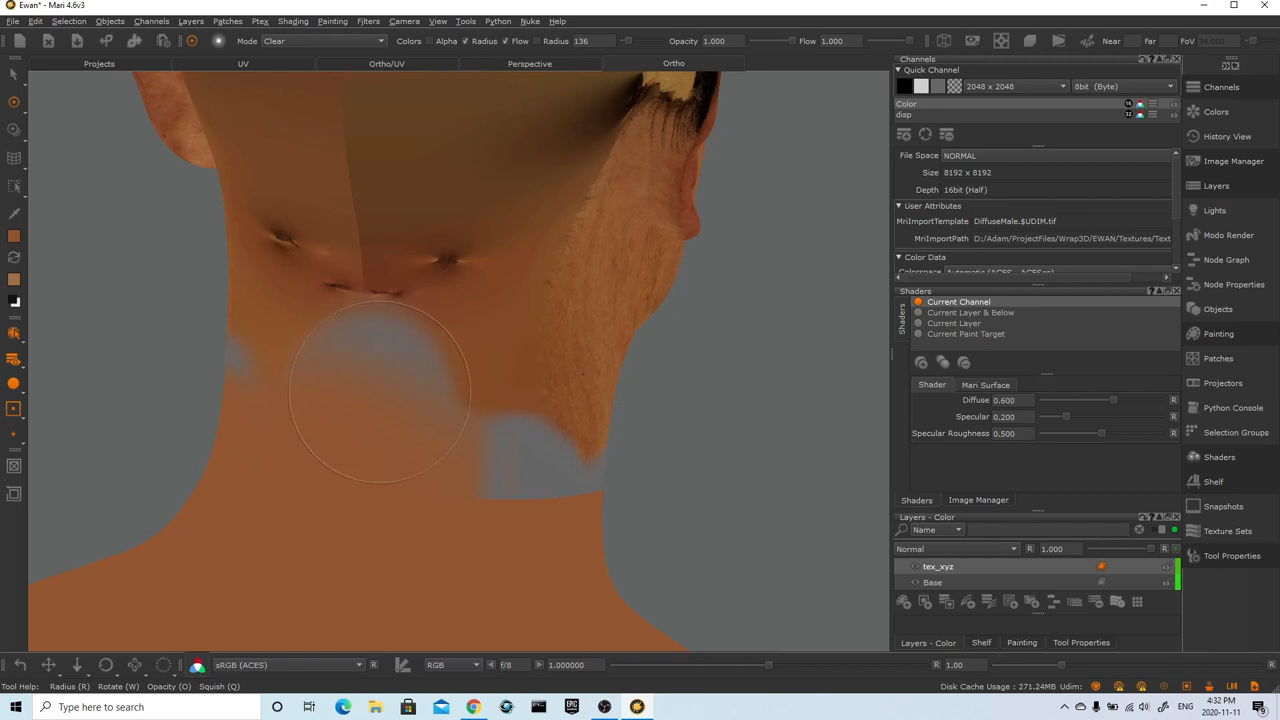 Ewan* - Mari 4.6v3
File Edit Selection Objects Channels Layers Patches Ptex Shading Painting Filters Camera View Tools Python Nuke Help
Mode Clear Colors Alpha Radius Flow Radius 136 Opacity 1.000 Flow 1.000 Near Far FoV 34.000
Projects UV Ortho/UV Perspective Ortho
Channels
Quick Channel
2048 x 2048 8bit (Byte)
Color 16
disp 32
File Space NORMAL
Size 8192 x 8192
Depth 16bit (Half)
User Attributes
MriImportTemplate DiffuseMale.$UDIM.tif
MriImportPath D:/Adam/ProjectFiles/Wrap3D/EWAN/Textures/Text
Color Data
Colorspace Automatic (ACES - ACEScg)
Shaders
Shaders
Current Channel
Current Layer & Below
Current Layer
Current Paint Target
Shader Mari Surface
Diffuse 0.600 R
Specular 0.200 R
Specular Roughness 0.500 R
Shaders Image Manager
Layers - Color
Name
Normal R 1.000 R
tex_xyz
Base
Layers - Color Shelf Painting Tool Properties
Channels
Colors
History View
Image Manager
Layers
Lights
Modo Render
Node Graph
Node Properties
Objects
Painting
Patches
Projectors
Python Console
Selection Groups
Shaders
Shelf
Snapshots
Texture Sets
Tool Properties
sRGB (ACES) R RGB f/8 1.000000 R 1.00 R
Tool Help: Radius (R) Rotate (W) Opacity (O) Squish (Q) Disk Cache Usage : 271.24MB Udim:
Type here to search
ENG 4:32 PM
2020-11-11